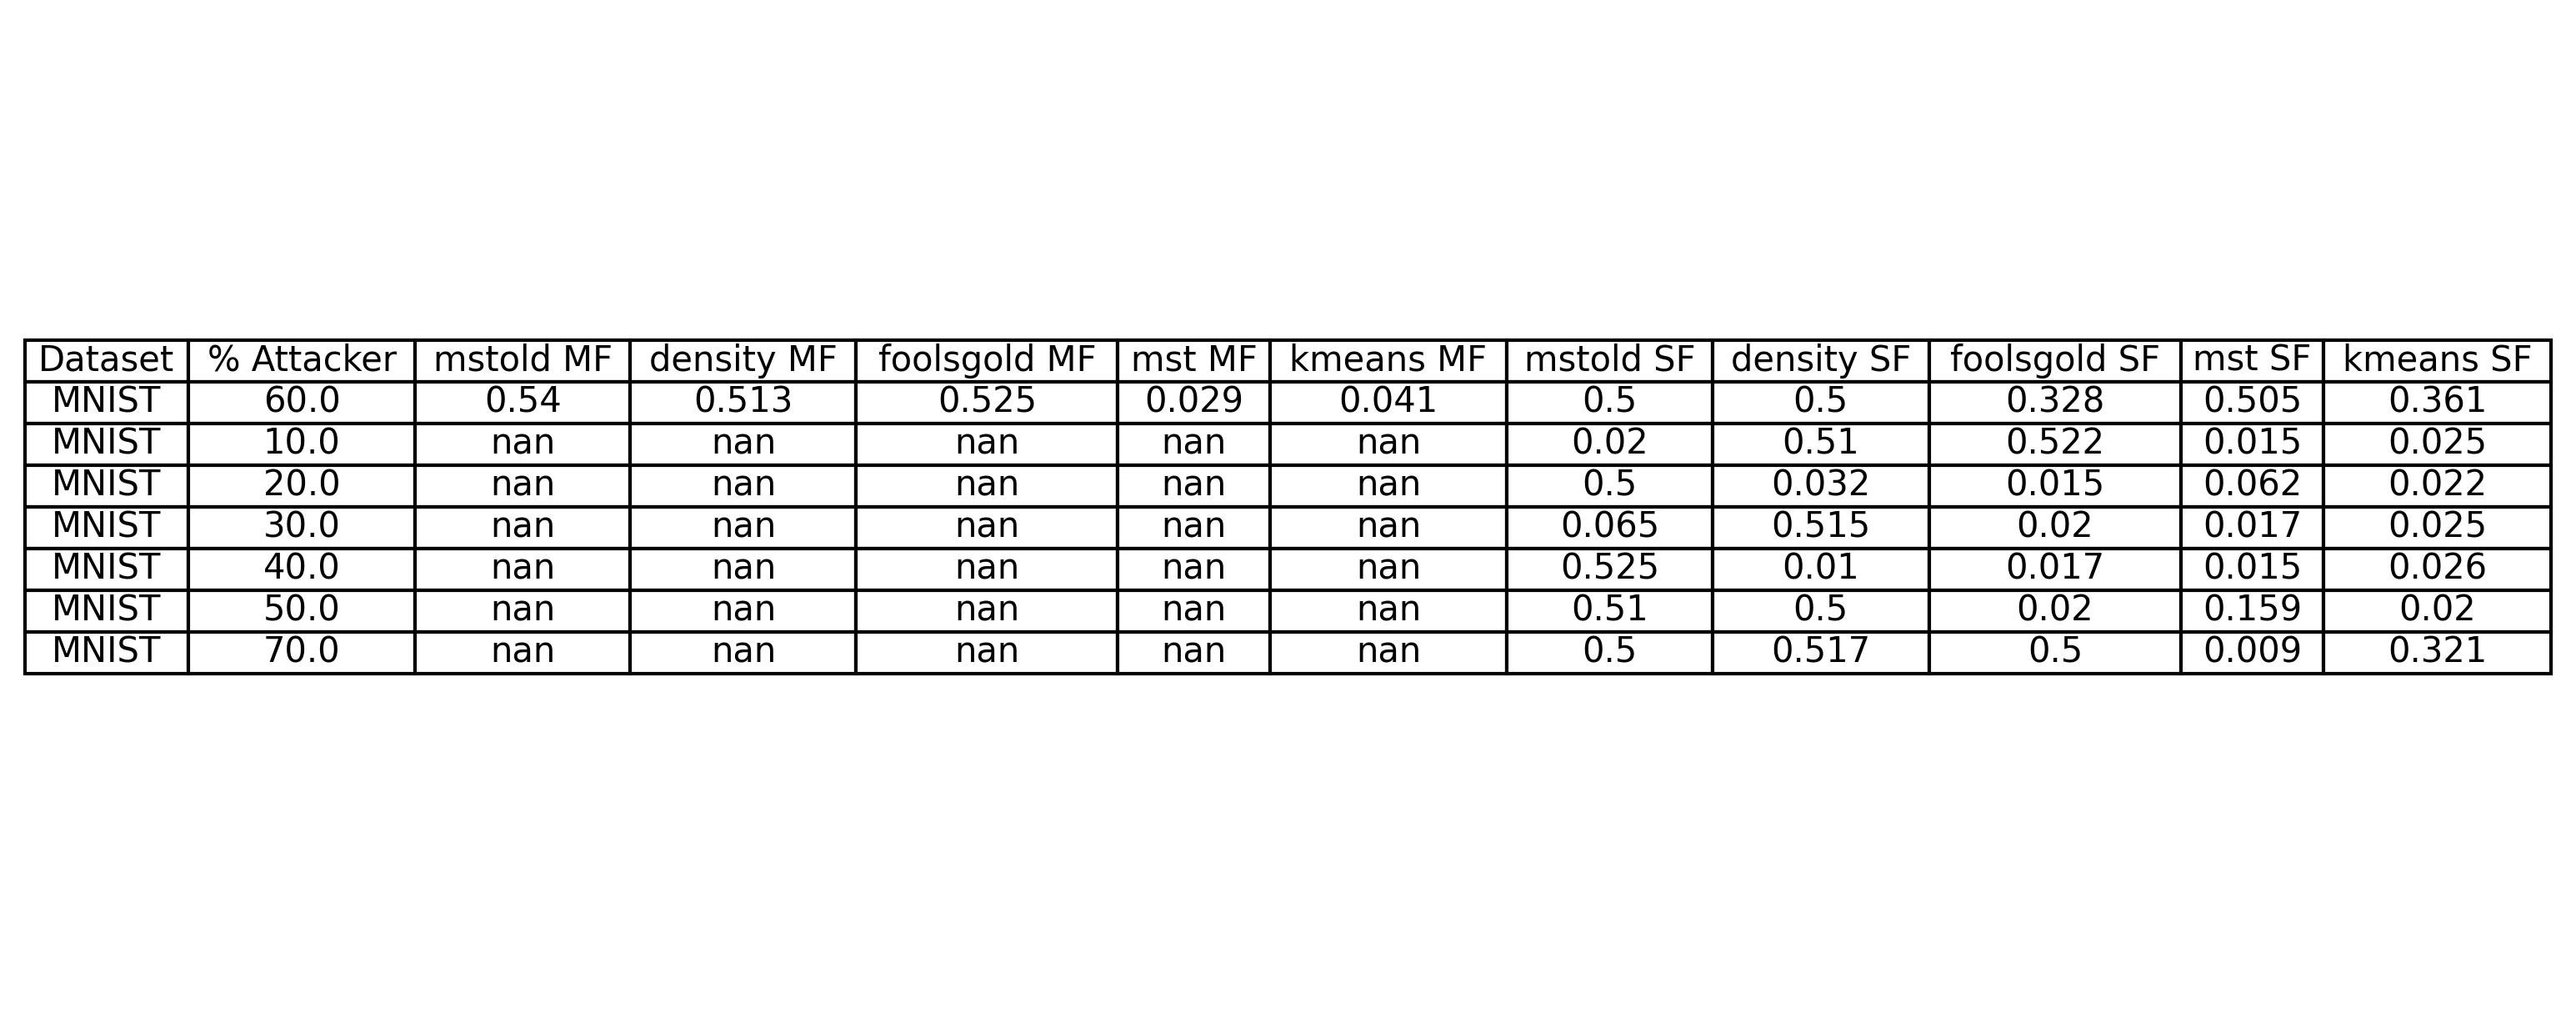 Dataset % Attacker mstold MF density MF foolsgold MF mst MF kmeans MF mstold SF density SF foolsgold SF mst SF kmeans SF
MNIST 60.0 0.54 0.513 0.525 0.029 0.041 0.5 0.5 0.328 0.505 0.361
MNIST 10.0 nan nan nan nan nan 0.02 0.51 0.522 0.015 0.025
MNIST 20.0 nan nan nan nan nan 0.5 0.032 0.015 0.062 0.022
MNIST 30.0 nan nan nan nan nan 0.065 0.515 0.02 0.017 0.025
MNIST 40.0 nan nan nan nan nan 0.525 0.01 0.017 0.015 0.026
MNIST 50.0 nan nan nan nan nan 0.51 0.5 0.02 0.159 0.02
MNIST 70.0 nan nan nan nan nan 0.5 0.517 0.5 0.009 0.321